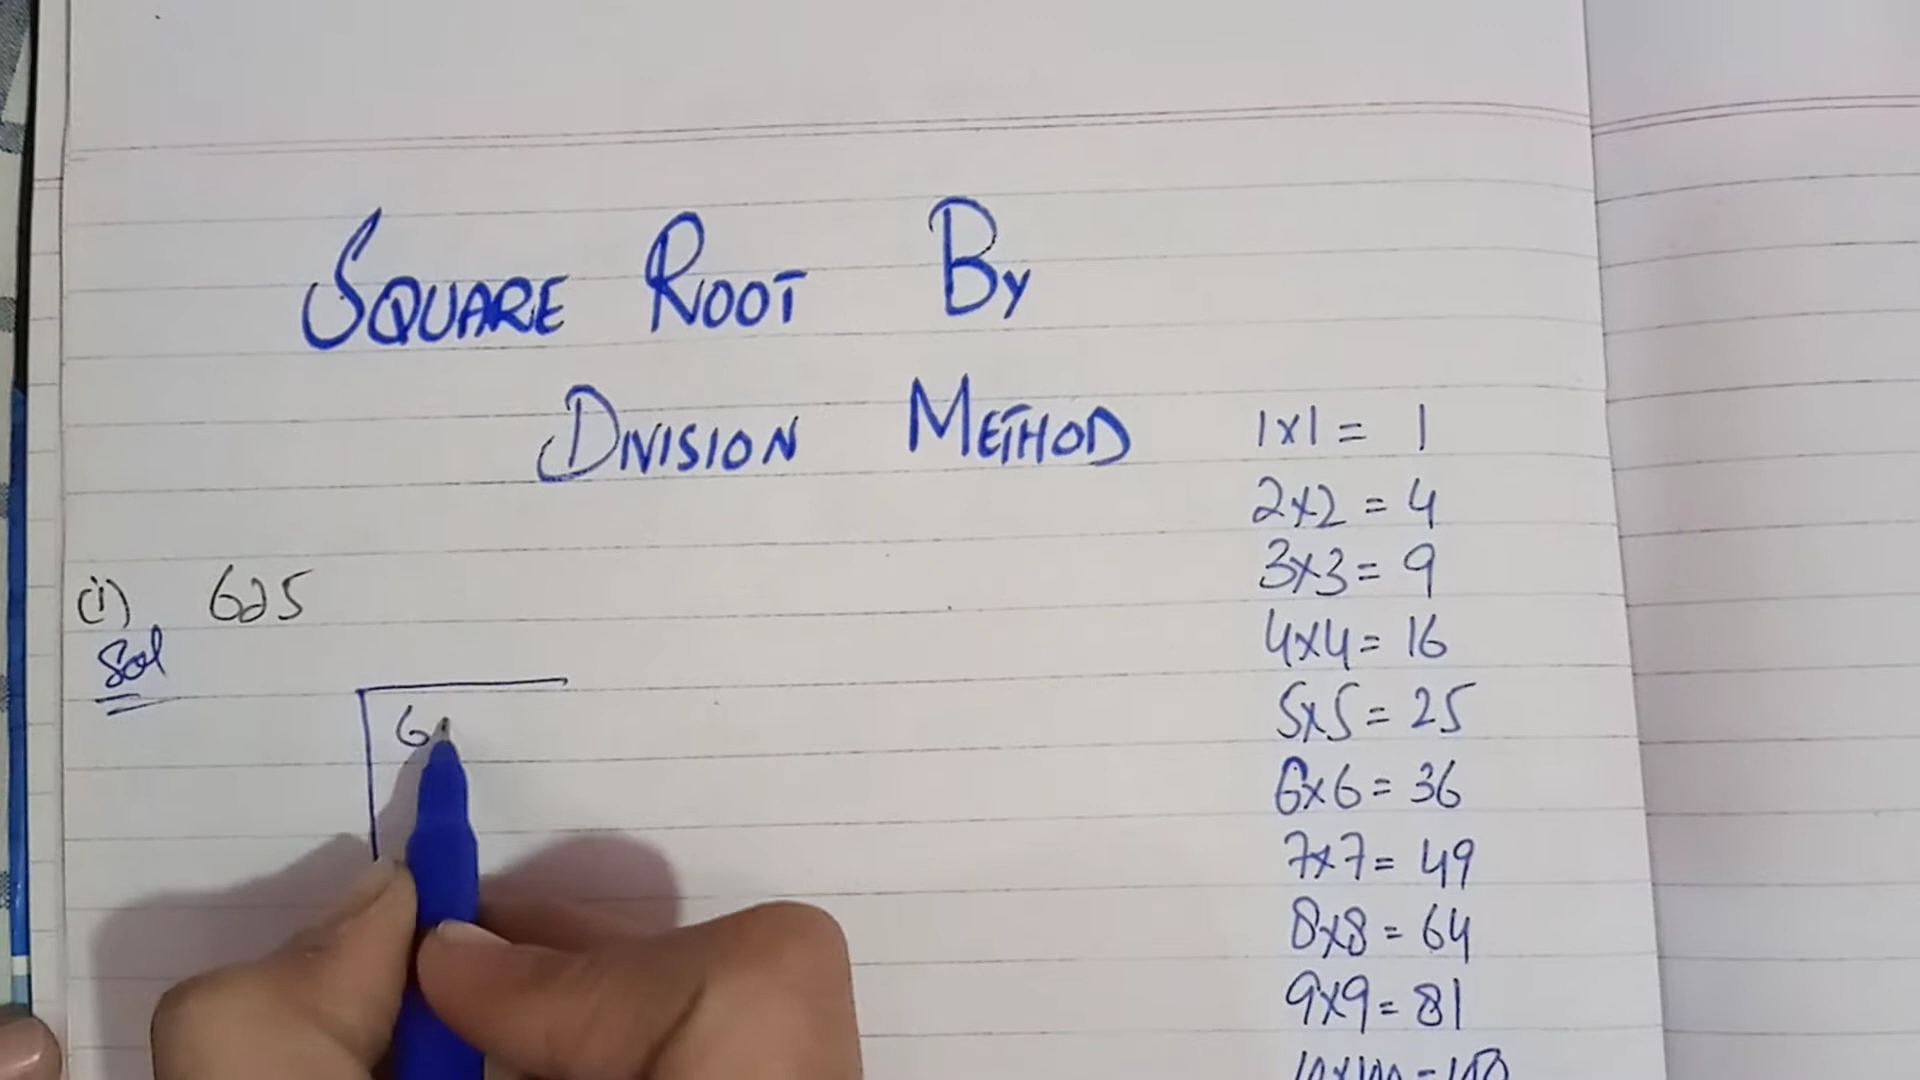 SQUARE ROOT BY
DIVISION METHOD
(i) 625
Sol
6
1x1 = 1
2x2 = 4
3x3 = 9
4x4 = 16
5x5 = 25
6x6 = 36
7x7 = 49
8x8 = 64
9x9 = 81